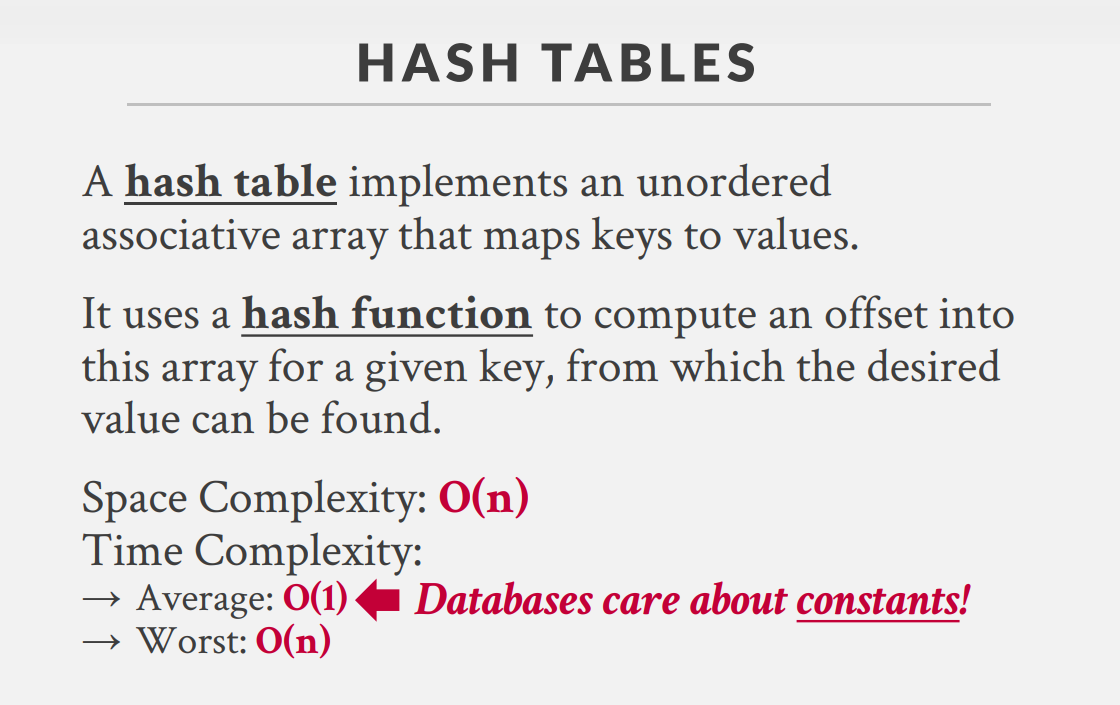 HASH TABLES
A hash table implements an unordered
associative array that maps keys to values.
It uses a hash function to compute an offset into
this array for a given key, from which the desired
value can be found.
Space Complexity: O(n)
Time Complexity:
→ Average: O(1) Databases care about constants!
→ Worst: O(n)